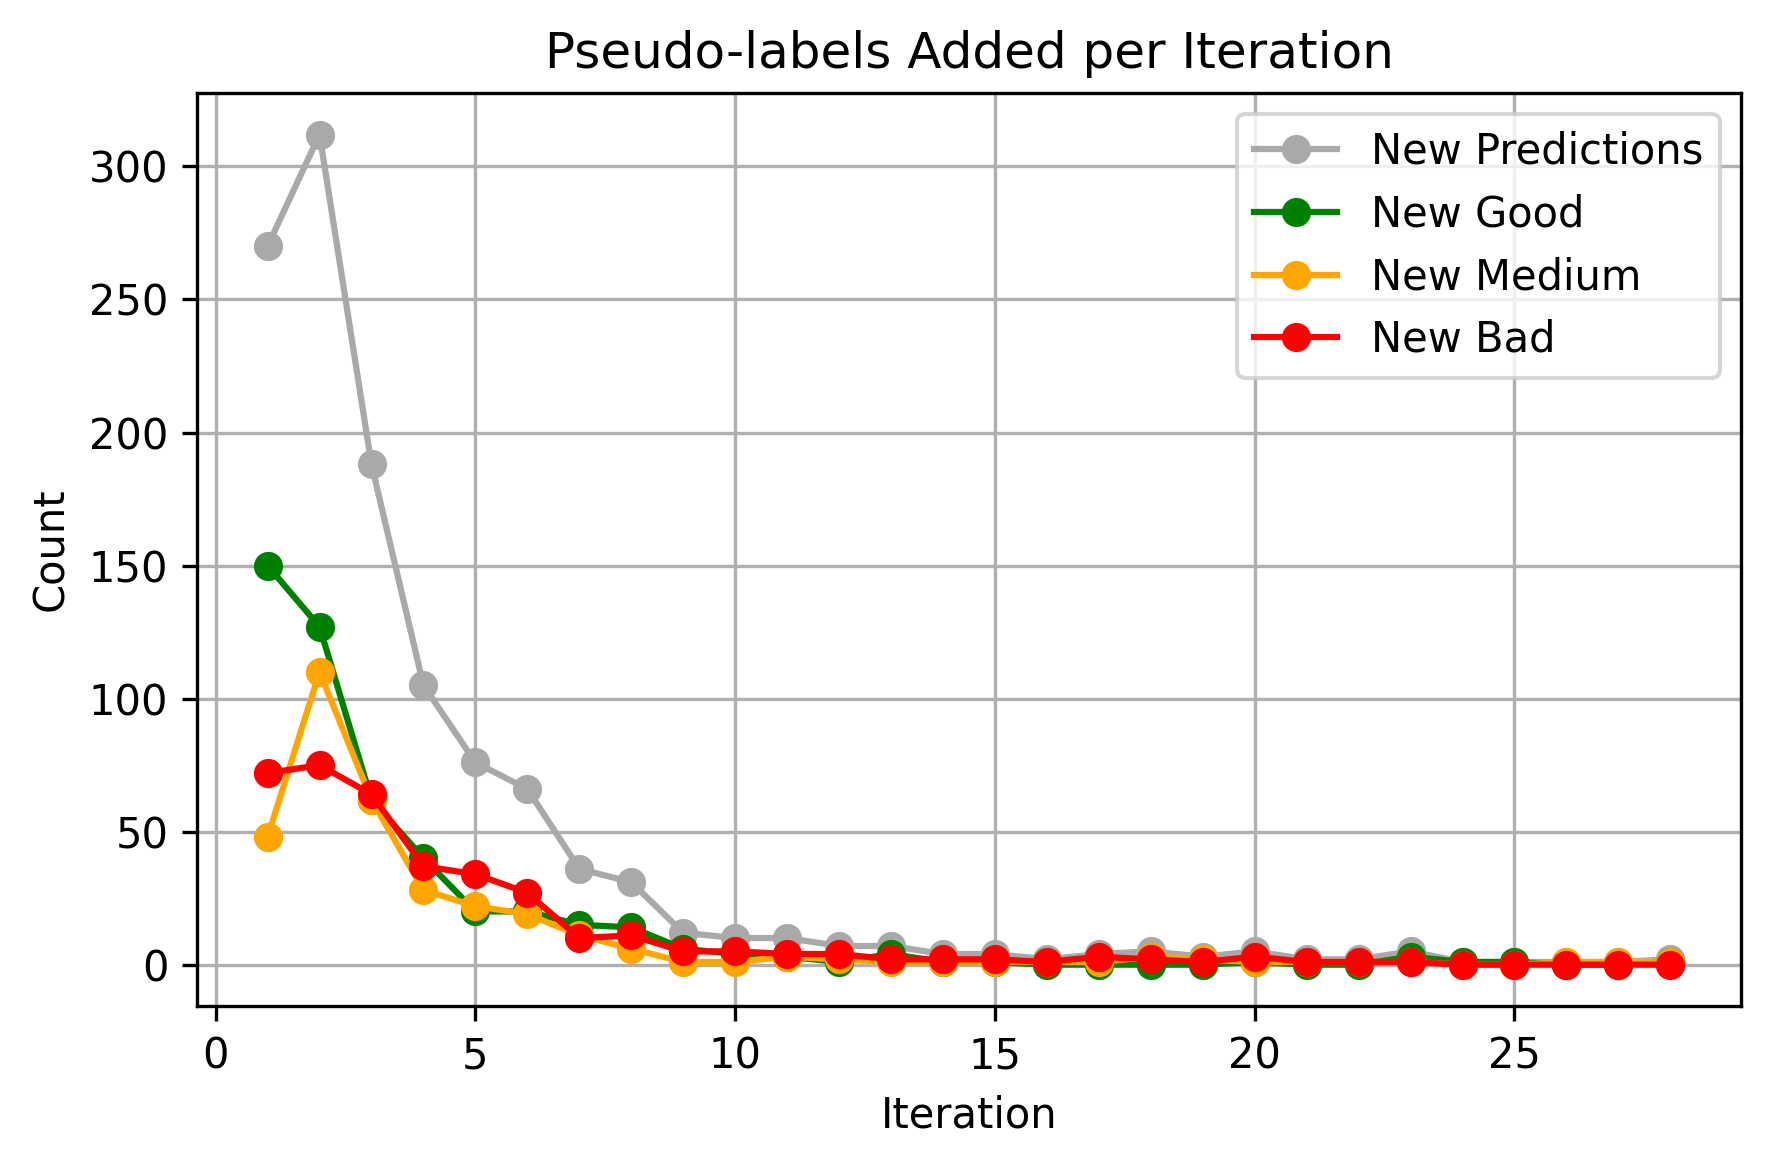 Pseudo-labels Added per Iteration
300
250
200
150
100
50
0
Count
New Predictions
New Good
New Medium
New Bad
0 5 10 15 20 25
Iteration